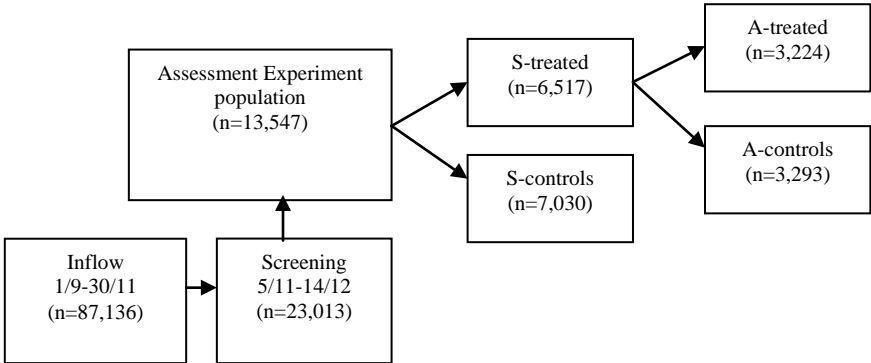 Assessment Experiment
population
(n=13,547)
S-treated
(n=6,517)
A-treated
(n=3,224)
S-controls
(n=7,030)
A-controls
(n=3,293)
Inflow
1/9-30/11
(n=87,136)
Screening
5/11-14/12
(n=23,013)